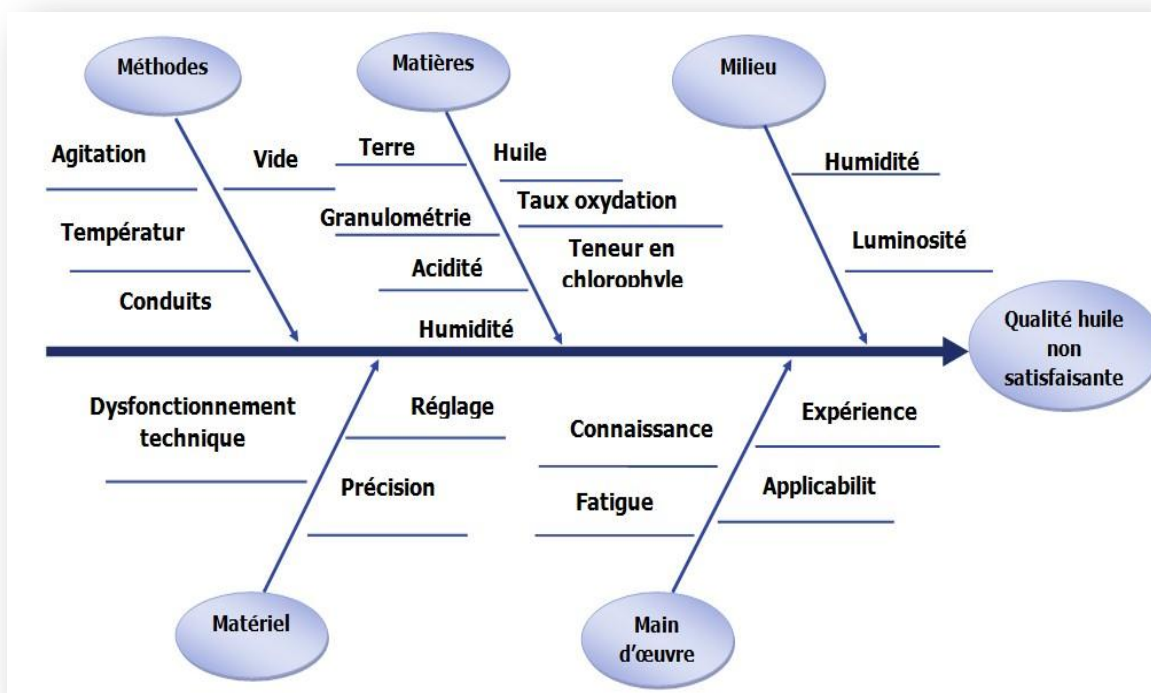 Méthodes
Matières
Milieu
Agitation
Vide
Terre
Huile
Humidité
Températur
Granulométrie
Taux oxydation
Luminosité
Conduits
Acidité
Teneur en
chlorophyle
Humidité
Qualité huile
non
satisfaisante
Dysfonctionnement
technique
Réglage
Précision
Connaissance
Expérience
Fatigue
Applicabilit
Matériel
Main
d’œuvre